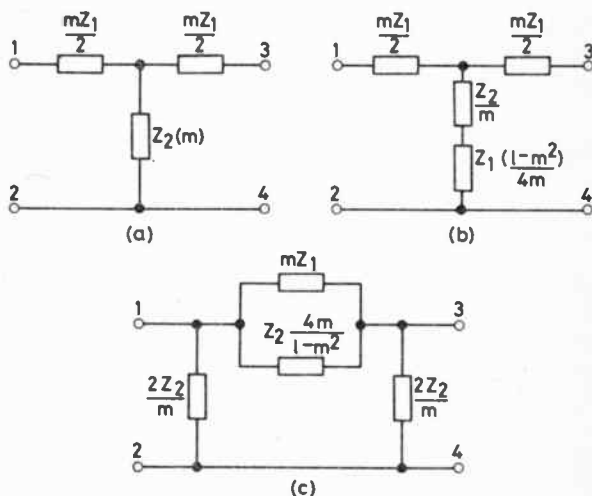 mZ₁/2 mZ₁/2
1 3
Z₂(m)
2 4
(a)
mZ₁/2 mZ₁/2
1 3
Z₂/m
Z₁ (1-m²)/4m
2 4
(b)
mZ₁
1 3
Z₂ 4m/1-m²
2Z₂/m 2Z₂/m
2 4
(c)